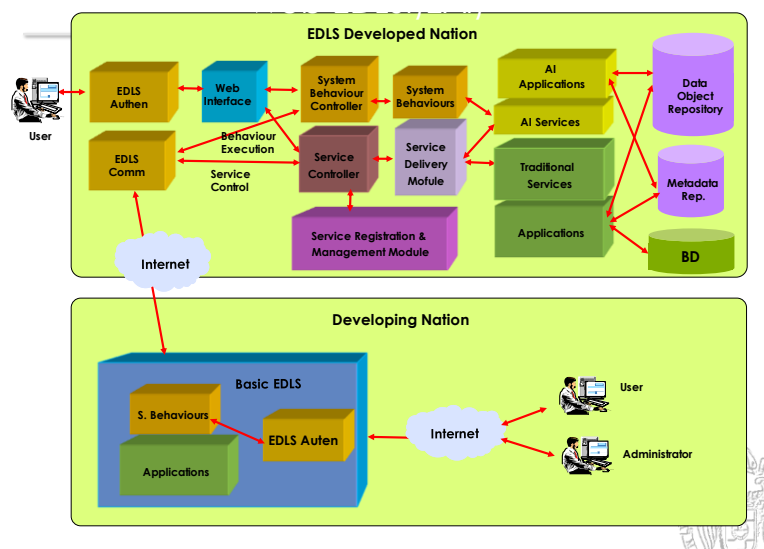 EDLS Developed Nation
EDLS
Authen
Web
Interface
System
Behaviour
Controller
System
Behaviours
AI
Applications
Data
Object
Repository
AI Services
User
Behaviour
Execution
EDLS
Comm
Service
Control
Service
Controller
Service
Delivery
Mofule
Traditional
Services
Metadata
Rep.
Service Registration &
Management Module
Applications
BD
Internet
Developing Nation
Basic EDLS
S. Behaviours
EDLS Auten
Applications
Internet
User
Administrator